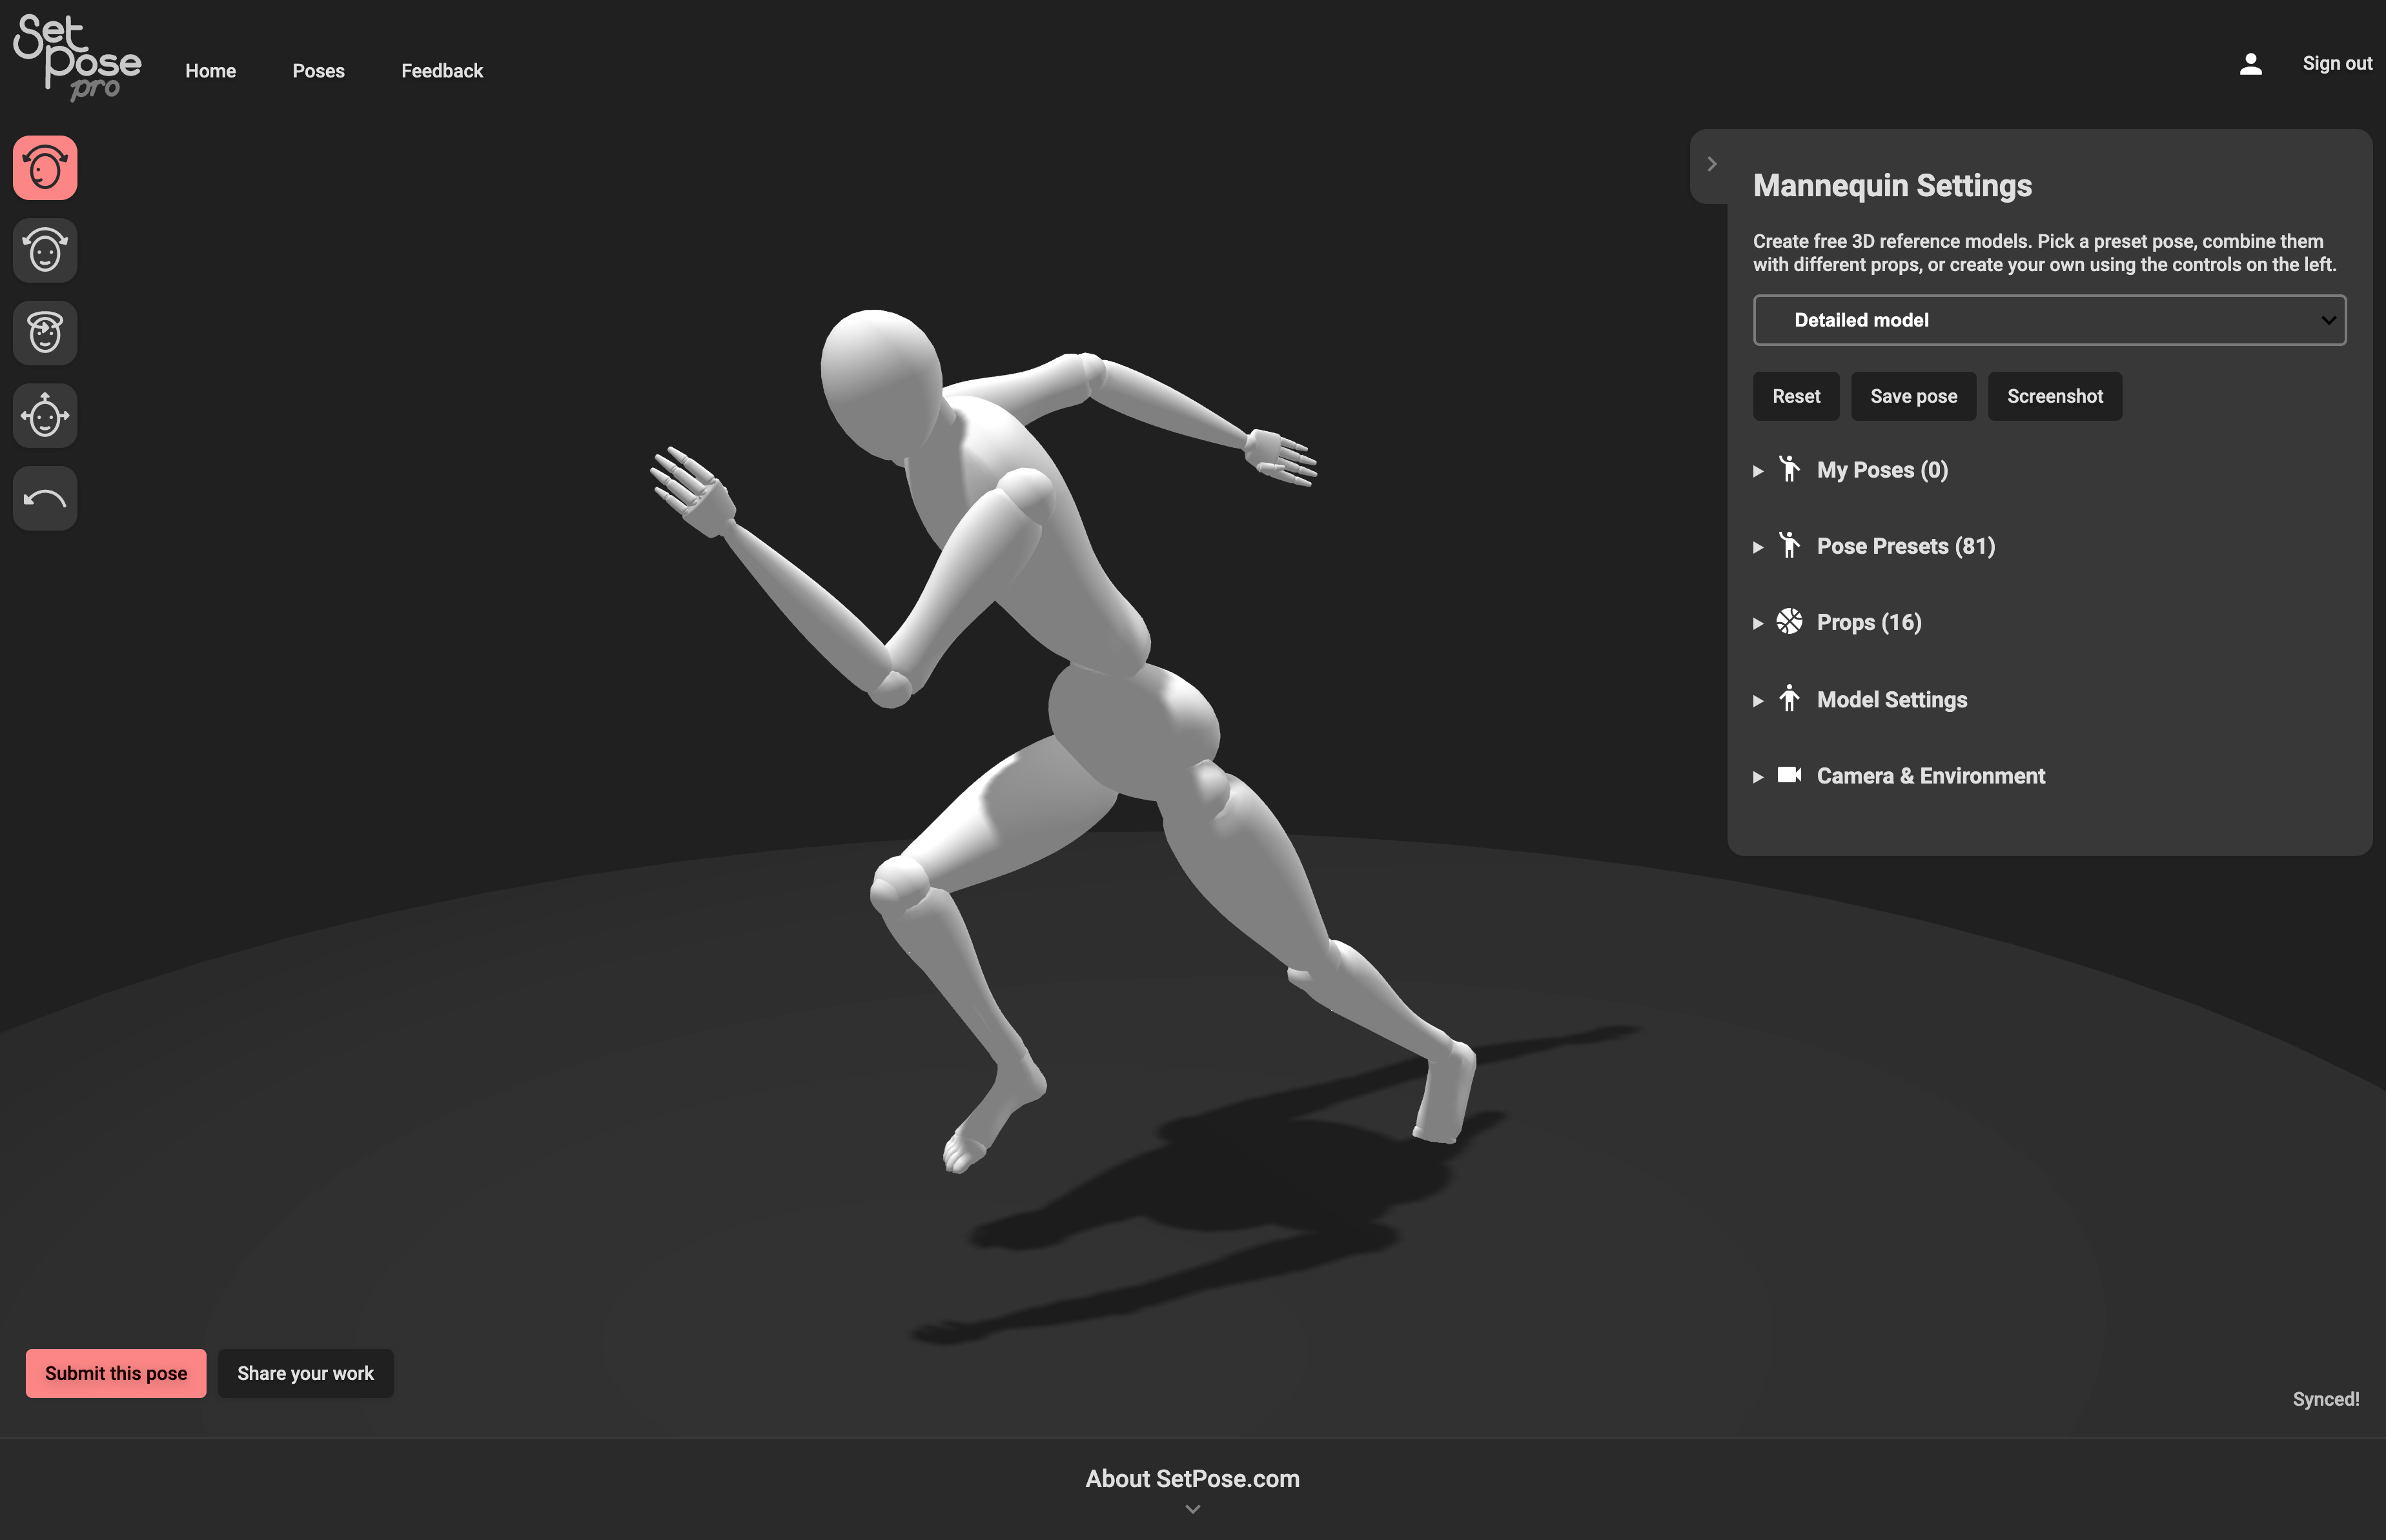 Set
Pose
pro
Home
Poses
Feedback
Sign out
Mannequin Settings
Create free 3D reference models. Pick a preset pose, combine them
with different props, or create your own using the controls on the left.
Detailed model
Reset
Save pose
Screenshot
My Poses (0)
Pose Presets (81)
Props (16)
Model Settings
Camera & Environment
Submit this pose
Share your work
Synced!
About SetPose.com